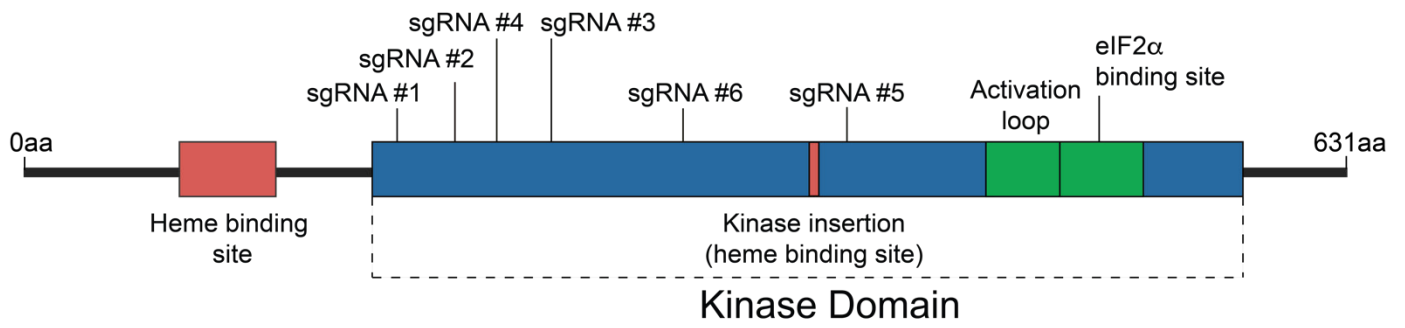 sgRNA #4
sgRNA #3
sgRNA #2
eIF2α
binding site
sgRNA #1
sgRNA #6
sgRNA #5
Activation
loop
0aa
631aa
Heme binding
site
Kinase insertion
(heme binding site)
Kinase Domain